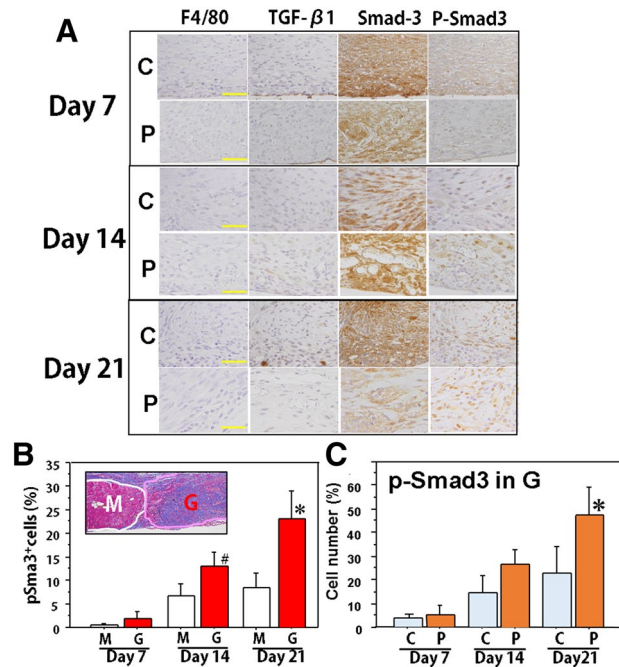 A
F4/80 TGF-β1 Smad-3 P-Smad3
Day 7
C
P
Day 14
C
P
Day 21
C
P
B
pSma3+cells (%)
35
30
25
20
15
10
5
0
M
G
#
*
M G M G M G
Day 7 Day 14 Day 21
C
p-Smad3 in G
Cell number (%)
60
50
40
30
20
10
0
*
C P C P C P
Day 7 Day 14 Day21